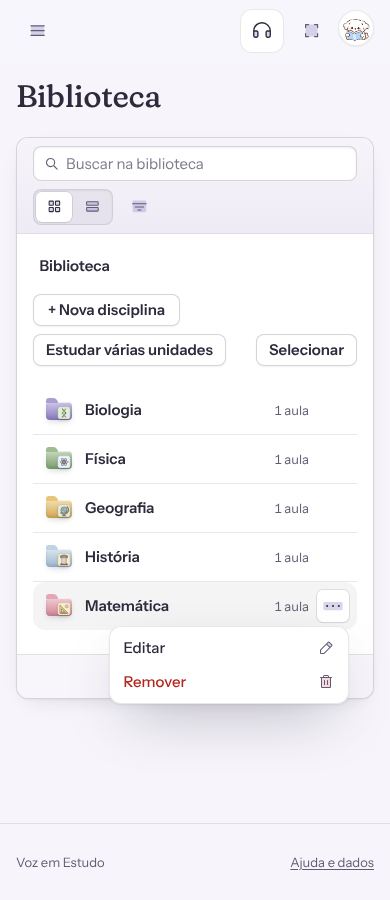 Biblioteca
Buscar na biblioteca
Biblioteca
+ Nova disciplina
Estudar várias unidades
Selecionar
Biologia
1 aula
Física
1 aula
Geografia
1 aula
História
1 aula
Matemática
1 aula
Editar
Remover
Voz em Estudo
Ajuda e dados